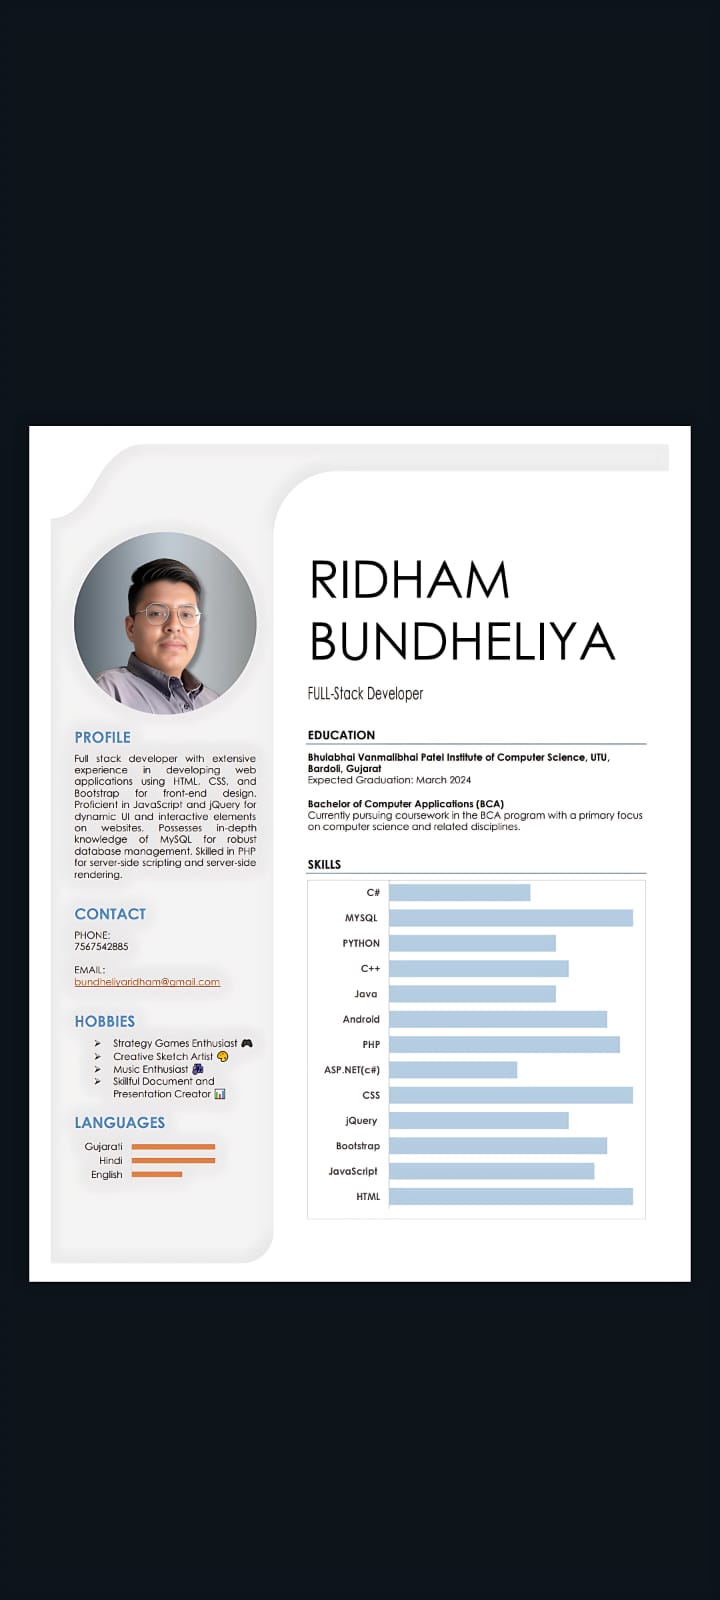 RIDHAM
BUNDHELIYA
FULL-Stack Developer
PROFILE
Full stack developer with extensive
experience in developing web
applications using HTML, CSS, and
Bootstrap for front-end design.
Proficient in JavaScript and jQuery for
dynamic UI and interactive elements
on websites. Possesses in-depth
knowledge of MySQL for robust
database management. Skilled in PHP
for server-side scripting and server-side
rendering.
CONTACT
PHONE:
7567542885
EMAIL:
bundheliyaridham@gmail.com
HOBBIES
Strategy Games Enthusiast 🎮
Creative Sketch Artist 🎨
Music Enthusiast
Skillful Document and
Presentation Creator 📊
LANGUAGES
Gujarati
Hindi
English
EDUCATION
Bhulabhai Vanmalibhai Patel Institute of Computer Science, UTU,
Bardoli, Gujarat
Expected Graduation: March 2024
Bachelor of Computer Applications (BCA)
Currently pursuing coursework in the BCA program with a primary focus
on computer science and related disciplines.
SKILLS
C#
MYSQL
PYTHON
C++
Java
Android
PHP
ASP.NET(c#)
CSS
jQuery
Bootstrap
JavaScript
HTML